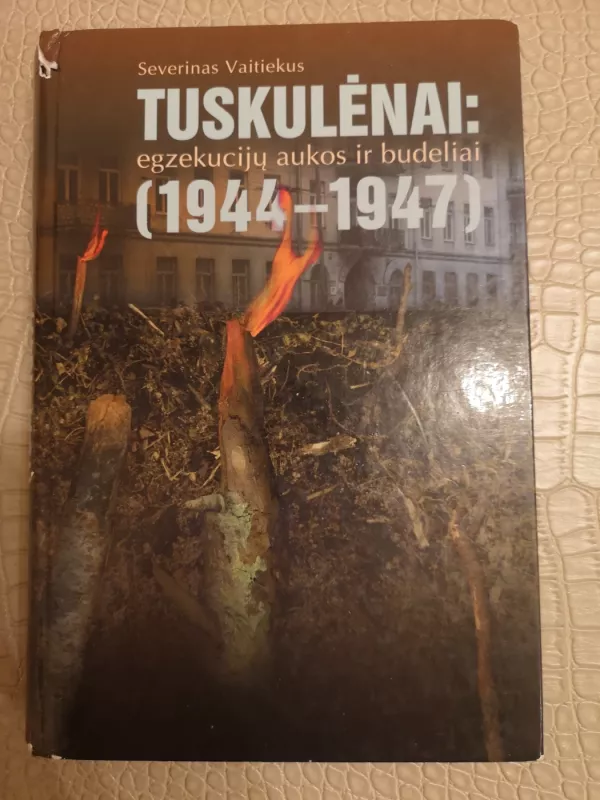 Severinas Vaitiekus
TUSKULĖNAI:
egzekucijų aukos ir budeliai
(1944–1947)